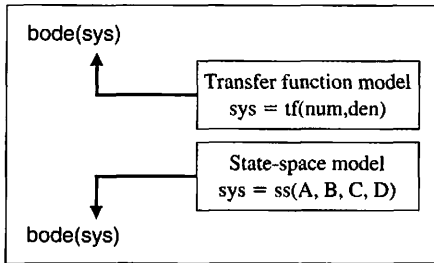 bode(sys)
Transfer function model
sys = tf(num,den)
State-space model
sys = ss(A, B, C, D)
bode(sys)